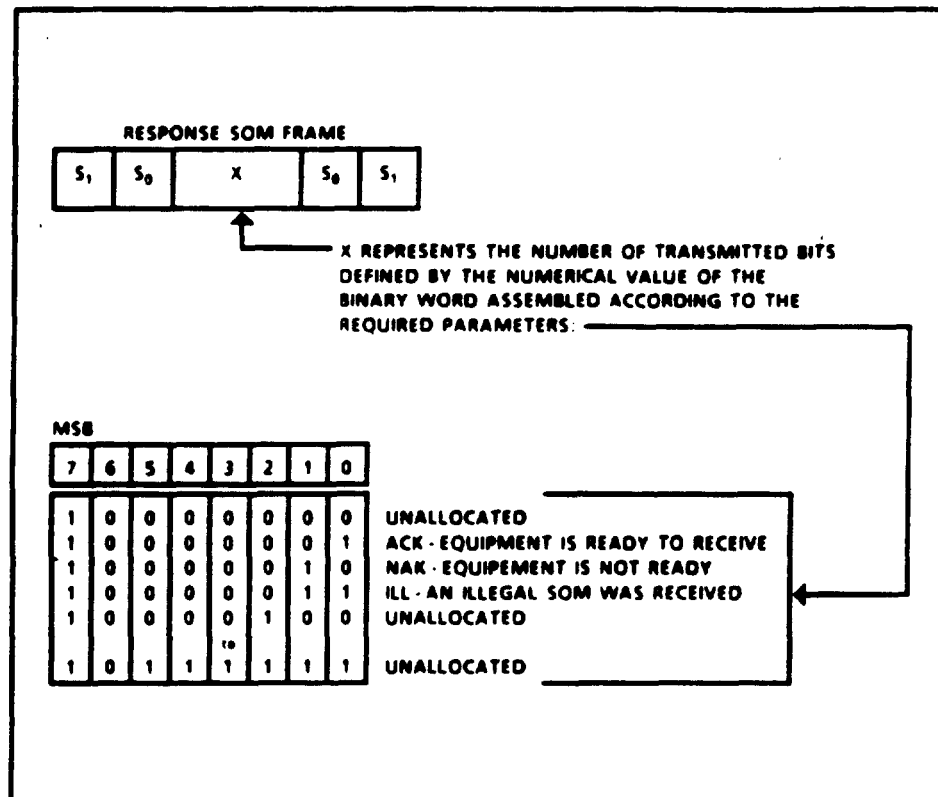 RESPONSE SOM FRAME
S₁ S₀ X S₀ S₁
X REPRESENTS THE NUMBER OF TRANSMITTED BITS
DEFINED BY THE NUMERICAL VALUE OF THE
BINARY WORD ASSEMBLED ACCORDING TO THE
REQUIRED PARAMETERS:
MSB
7 6 5 4 3 2 1 0
1 0 0 0 0 0 0 0 UNALLOCATED
1 0 0 0 0 0 0 1 ACK - EQUIPMENT IS READY TO RECEIVE
1 0 0 0 0 0 1 0 NAK - EQUIPEMENT IS NOT READY
1 0 0 0 0 0 1 1 ILL - AN ILLEGAL SOM WAS RECEIVED
1 0 0 0 0 1 0 0 UNALLOCATED
to
1 0 1 1 1 1 1 1 UNALLOCATED